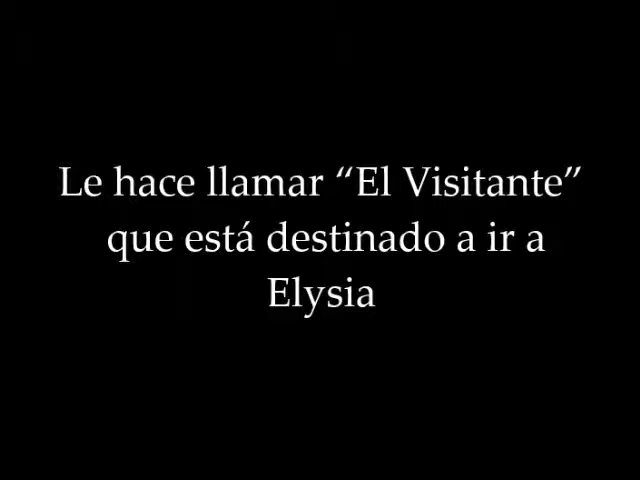 Le hace llamar “El Visitante”
que está destinado a ir a
Elysia